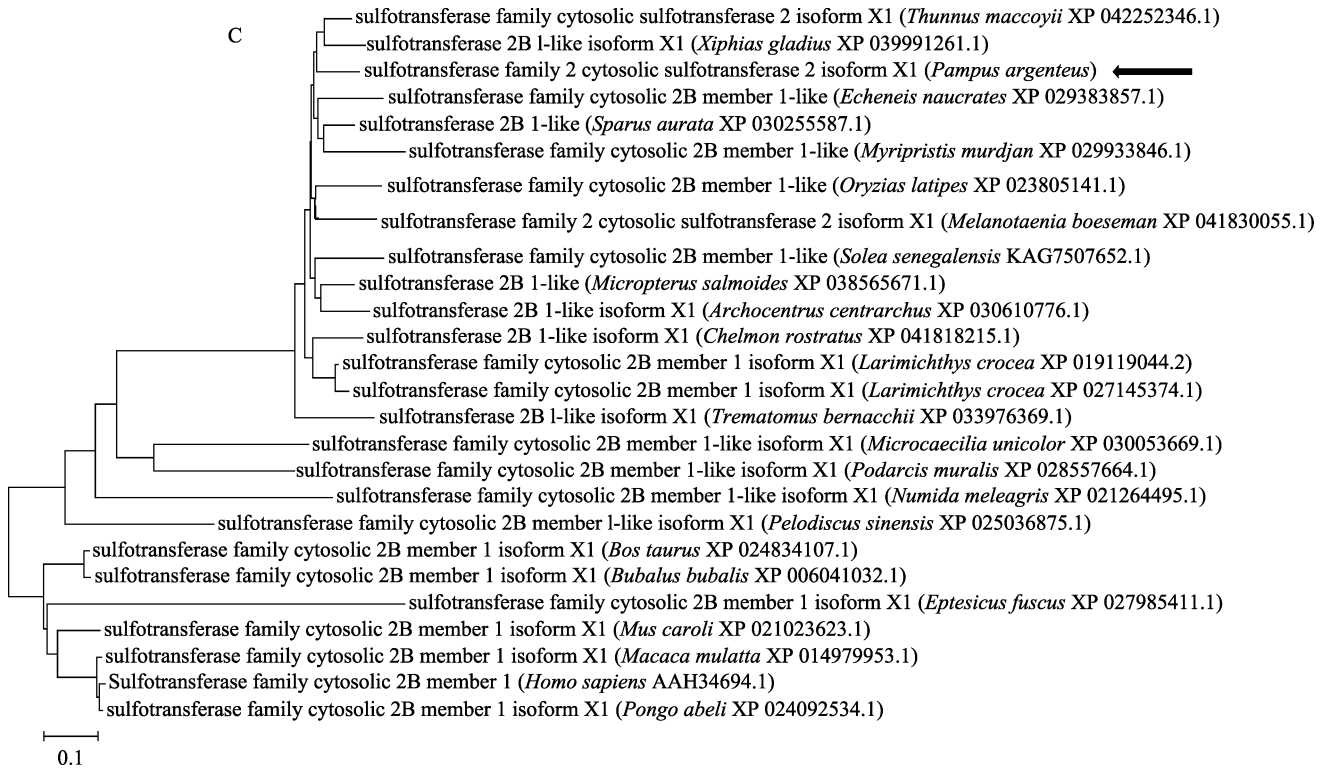 C
sulfotransferase family cytosolic sulfotransferase 2 isoform X1 (Thunnus maccoyii XP 042252346.1)
sulfotransferase 2B l-like isoform X1 (Xiphias gladius XP 039991261.1)
sulfotransferase family 2 cytosolic sulfotransferase 2 isoform X1 (Pampus argenteus)
sulfotransferase family cytosolic 2B member 1-like (Echeneis naucrates XP 029383857.1)
sulfotransferase 2B 1-like (Sparus aurata XP 030255587.1)
sulfotransferase family cytosolic 2B member 1-like (Myripristis murdjan XP 029933846.1)
sulfotransferase family cytosolic 2B member 1-like (Oryzias latipes XP 023805141.1)
sulfotransferase family 2 cytosolic sulfotransferase 2 isoform X1 (Melanotaenia boeseman XP 041830055.1)
sulfotransferase family cytosolic 2B member 1-like (Solea senegalensis KAG7507652.1)
sulfotransferase 2B 1-like (Micropterus salmoides XP 038565671.1)
sulfotransferase 2B 1-like isoform X1 (Archocentrus centrarchus XP 030610776.1)
sulfotransferase 2B 1-like isoform X1 (Chelmon rostratus XP 041818215.1)
sulfotransferase family cytosolic 2B member 1 isoform X1 (Larimichthys crocea XP 019119044.2)
sulfotransferase family cytosolic 2B member 1 isoform X1 (Larimichthys crocea XP 027145374.1)
sulfotransferase 2B l-like isoform X1 (Trematomus bernacchii XP 033976369.1)
sulfotransferase family cytosolic 2B member 1-like isoform X1 (Microcaecilia unicolor XP 030053669.1)
sulfotransferase family cytosolic 2B member 1-like isoform X1 (Podarcis muralis XP 028557664.1)
sulfotransferase family cytosolic 2B member 1-like isoform X1 (Numida meleagris XP 021264495.1)
sulfotransferase family cytosolic 2B member l-like isoform X1 (Pelodiscus sinensis XP 025036875.1)
sulfotransferase family cytosolic 2B member 1 isoform X1 (Bos taurus XP 024834107.1)
sulfotransferase family cytosolic 2B member 1 isoform X1 (Bubalus bubalis XP 006041032.1)
sulfotransferase family cytosolic 2B member 1 isoform X1 (Eptesicus fuscus XP 027985411.1)
sulfotransferase family cytosolic 2B member 1 isoform X1 (Mus caroli XP 021023623.1)
sulfotransferase family cytosolic 2B member 1 isoform X1 (Macaca mulatta XP 014979953.1)
Sulfotransferase family cytosolic 2B member 1 (Homo sapiens AAH34694.1)
sulfotransferase family cytosolic 2B member 1 isoform X1 (Pongo abeli XP 024092534.1)
0.1